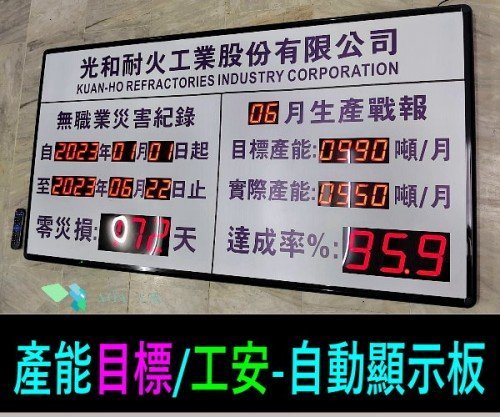 光和耐火工業股份有限公司
KUAN-HO REFRACTORIES INDUSTRY CORPORATION
無職業災害紀錄
自2023年01月01日起
至2023年06月22日止
零災損:072天
06月生產戰報
目標產能:0990噸/月
實際產能:0950噸/月
達成率%:95.9
產能目標/工安-自動顯示板